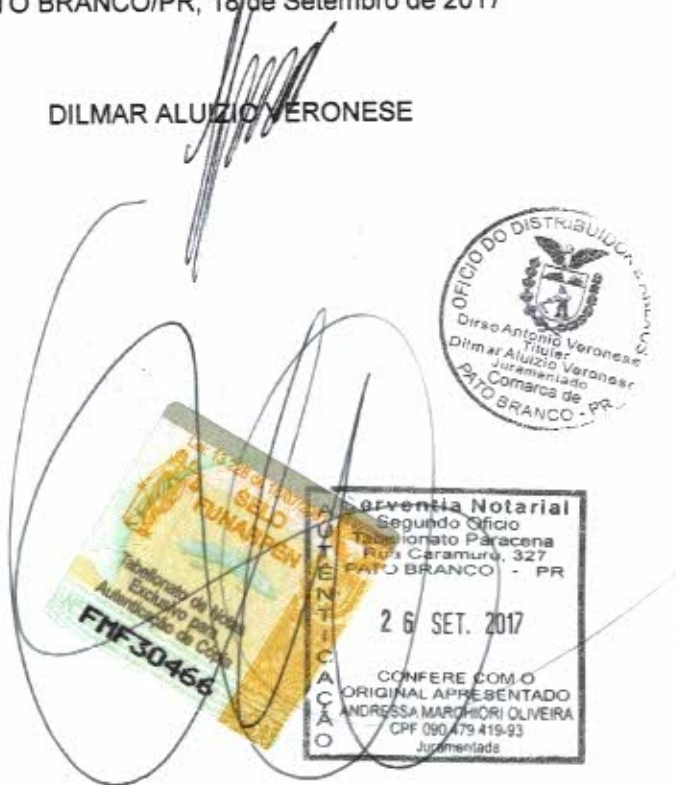 TO BRANCO/PR, 18 de Setembro de 2017
DILMAR ALUIZIO VERONESE
OFICIO DO DISTRIBUIDOR
Dirso Antonio Veronese
Titular
Dilmar Aluizio Veronese
Juramentado
Comarca de
PATO BRANCO - PR
SELO
FUNARPEN
Tabelionato de Notas
Exclusivo para
Autenticação de Cópia
FMF30466
AUTENTICAÇÃO
Serventia Notarial
Segundo Oficio
Tabelionato Paracena
Rua Caramuru, 327
PATO BRANCO - PR
26 SET. 2017
CONFERE COM O
ORIGINAL APRESENTADO
ANDRESSA MARCHIORI OLIVEIRA
CPF 090 479 419-93
Juramentada